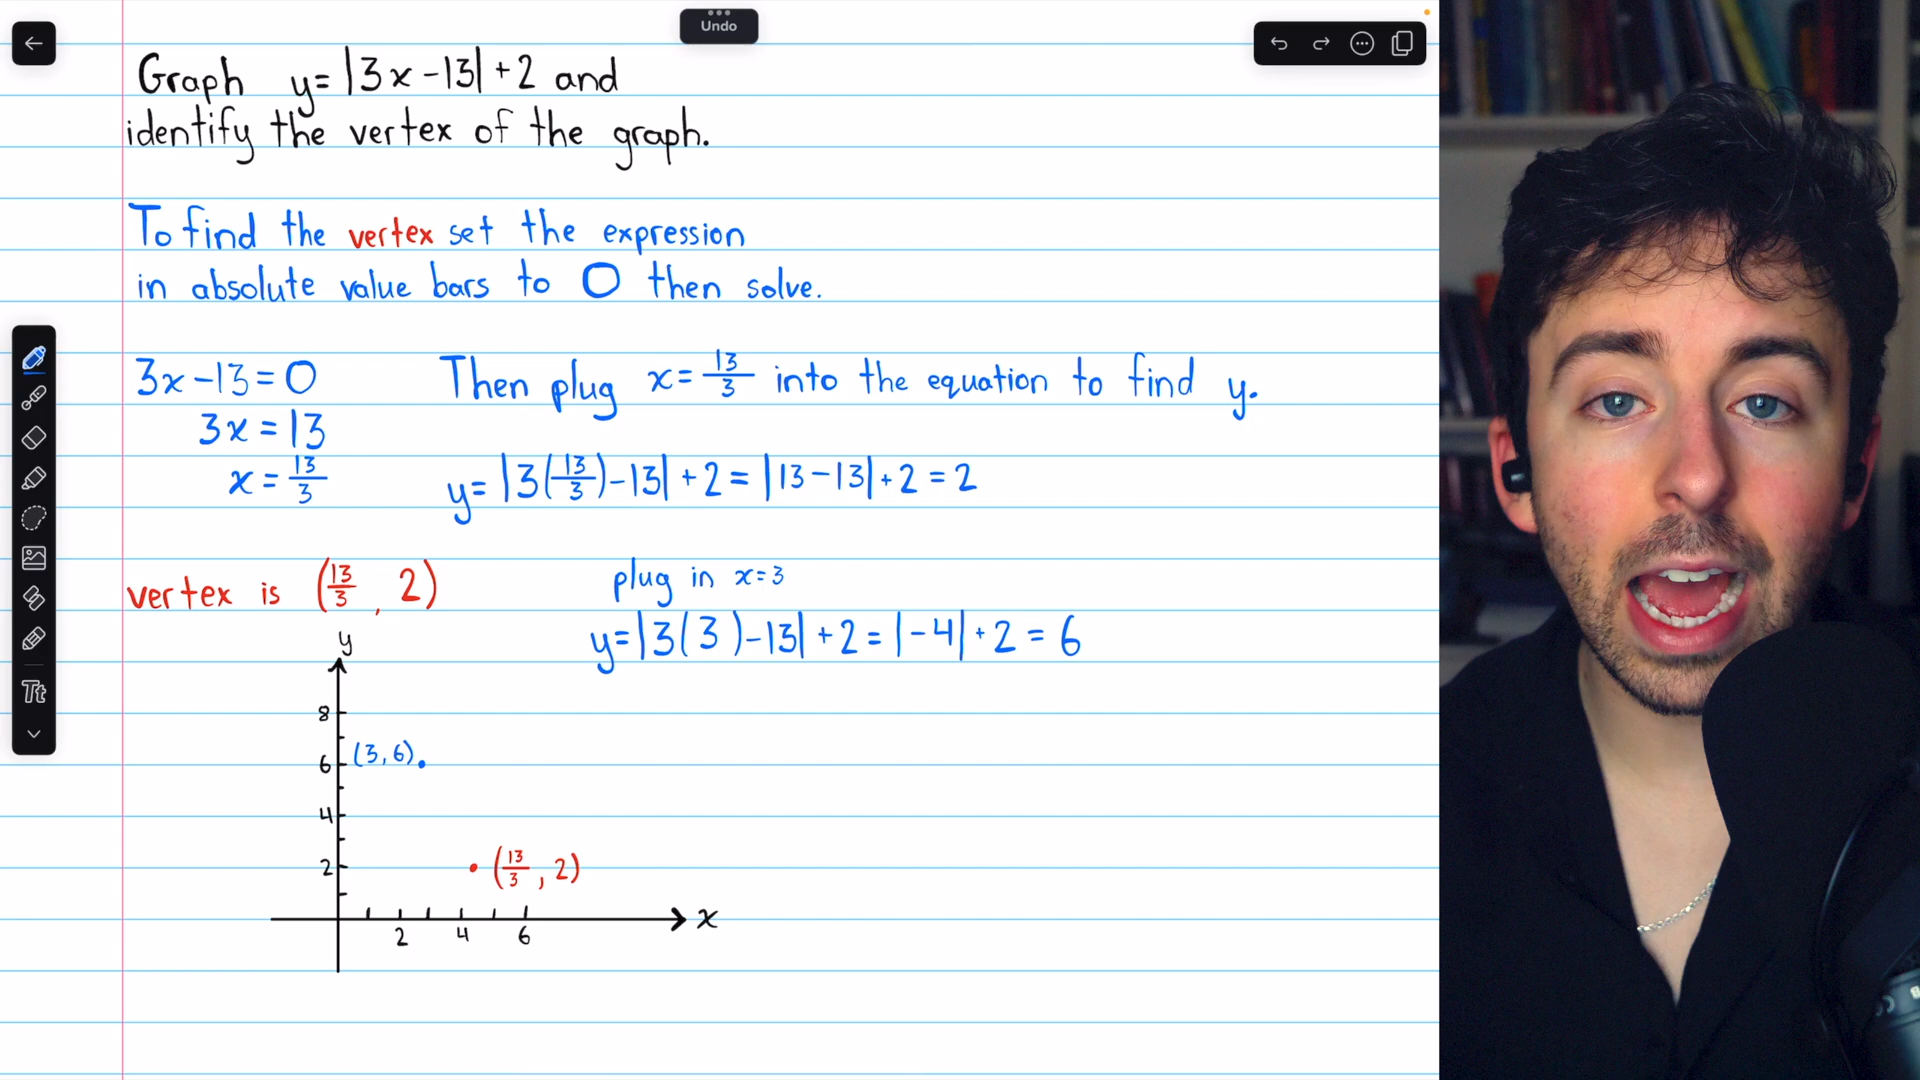 Undo
Graph y=|3x-13|+2 and
identify the vertex of the graph.
To find the vertex set the expression
in absolute value bars to 0 then solve.
3x-13=0
3x=13
x=13/3
Then plug x=13/3 into the equation to find y.
y=|3(13/3)-13|+2=|13-13|+2=2
vertex is (13/3, 2)
plug in x=3
y=|3(3)-13|+2=|-4|+2=6
y
8
6
(3,6)
4
2
(13/3, 2)
x
2 4 6
Tt